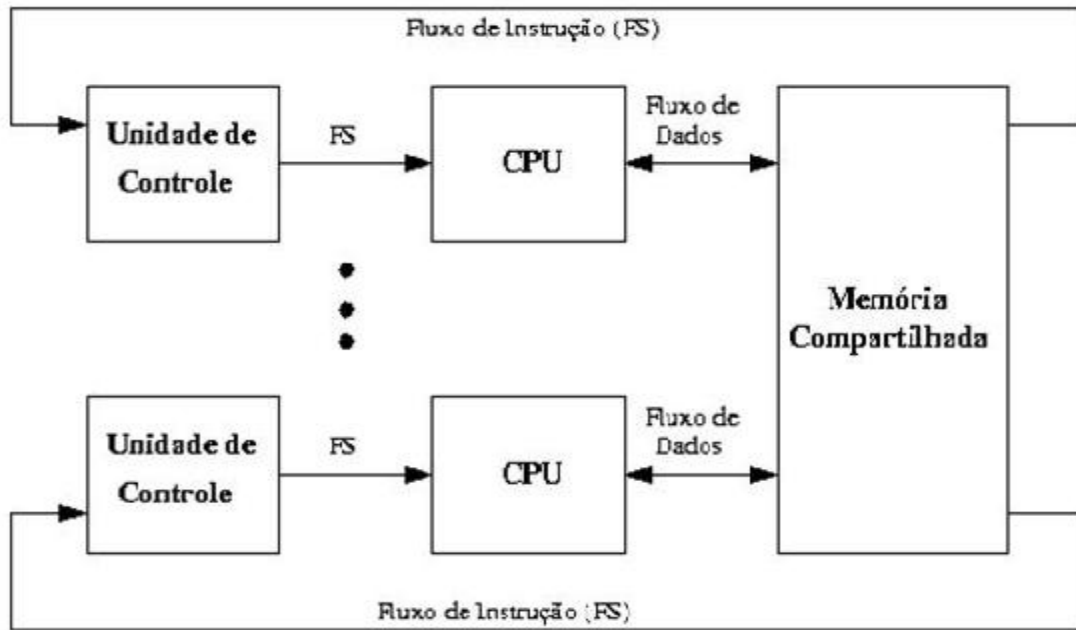 Fluxo de Instrução (FS)
Unidade de
Controle
FS
CPU
Fluxo de
Dados
Memória
Compartilhada
Unidade de
Controle
FS
CPU
Fluxo de
Dados
Fluxo de Instrução (FS)